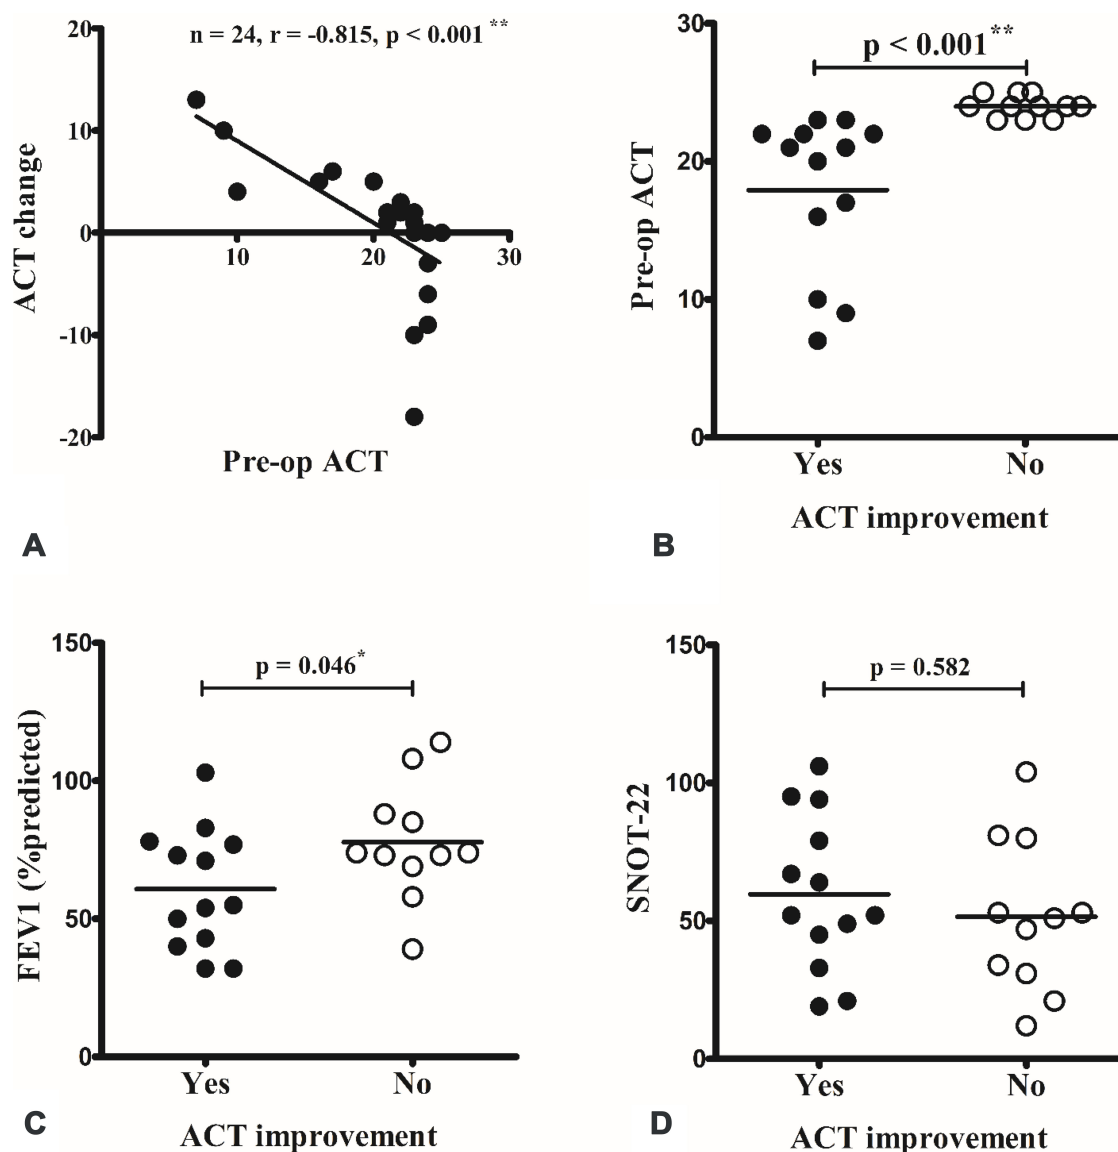 n = 24, r = -0.815, p < 0.001 **
20
10
0
-10
-20
10 20 30
ACT change
Pre-op ACT
A
p < 0.001 **
30
20
10
0
Pre-op ACT
Yes No
ACT improvement
B
p = 0.046 *
150
100
50
0
FEV1 (%predicted)
Yes No
ACT improvement
C
p = 0.582
150
100
50
0
SNOT-22
Yes No
ACT improvement
D